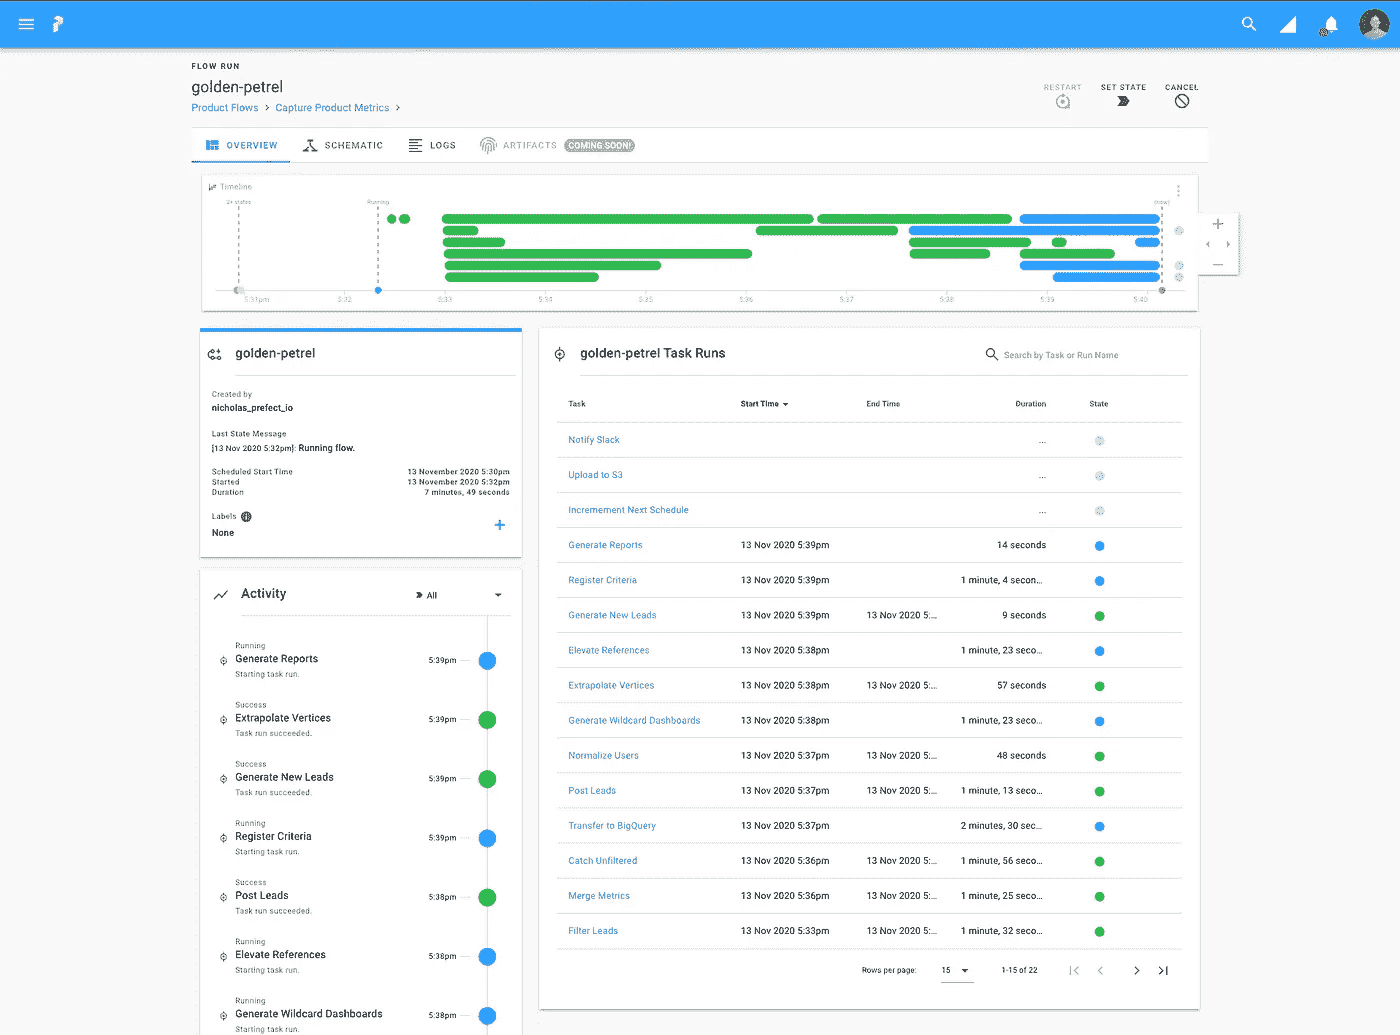 FLOW RUN
golden-petrel
Product Flows > Capture Product Metrics >
RESTART
SET STATE
CANCEL
OVERVIEW
SCHEMATIC
LOGS
ARTIFACTS COMING SOON!
Timeline
2+ states
Running
(Now)
5:31pm 5:32 5:33 5:34 5:35 5:36 5:37 5:38 5:39 5:40
golden-petrel
Created by
nicholas_prefect_io
Last State Message
[13 Nov 2020 5:32pm]: Running flow.
Scheduled Start Time 13 November 2020 5:30pm
Started 13 November 2020 5:32pm
Duration 7 minutes, 49 seconds
Labels
None
Activity
All
Running
Generate Reports 5:39pm
Starting task run.
Success
Extrapolate Vertices 5:39pm
Task run succeeded.
Success
Generate New Leads 5:39pm
Task run succeeded.
Running
Register Criteria 5:39pm
Starting task run.
Success
Post Leads 5:38pm
Task run succeeded.
Running
Elevate References 5:38pm
Starting task run.
Running
Generate Wildcard Dashboards 5:38pm
Starting task run.
golden-petrel Task Runs
Search by Task or Run Name
Task Start Time End Time Duration State
Notify Slack ...
Upload to S3 ...
Incremement Next Schedule ...
Generate Reports 13 Nov 2020 5:39pm 14 seconds
Register Criteria 13 Nov 2020 5:39pm 1 minute, 4 secon...
Generate New Leads 13 Nov 2020 5:39pm 13 Nov 2020 5:... 9 seconds
Elevate References 13 Nov 2020 5:38pm 1 minute, 23 seco...
Extrapolate Vertices 13 Nov 2020 5:38pm 13 Nov 2020 5:... 57 seconds
Generate Wildcard Dashboards 13 Nov 2020 5:38pm 1 minute, 23 seco...
Normalize Users 13 Nov 2020 5:37pm 13 Nov 2020 5:... 48 seconds
Post Leads 13 Nov 2020 5:37pm 13 Nov 2020 5:... 1 minute, 13 seco...
Transfer to BigQuery 13 Nov 2020 5:37pm 2 minutes, 30 sec...
Catch Unfiltered 13 Nov 2020 5:36pm 13 Nov 2020 5:... 1 minute, 56 seco...
Merge Metrics 13 Nov 2020 5:36pm 13 Nov 2020 5:... 1 minute, 25 seco...
Filter Leads 13 Nov 2020 5:33pm 13 Nov 2020 5:... 1 minute, 32 seco...
Rows per page: 15 1-15 of 22